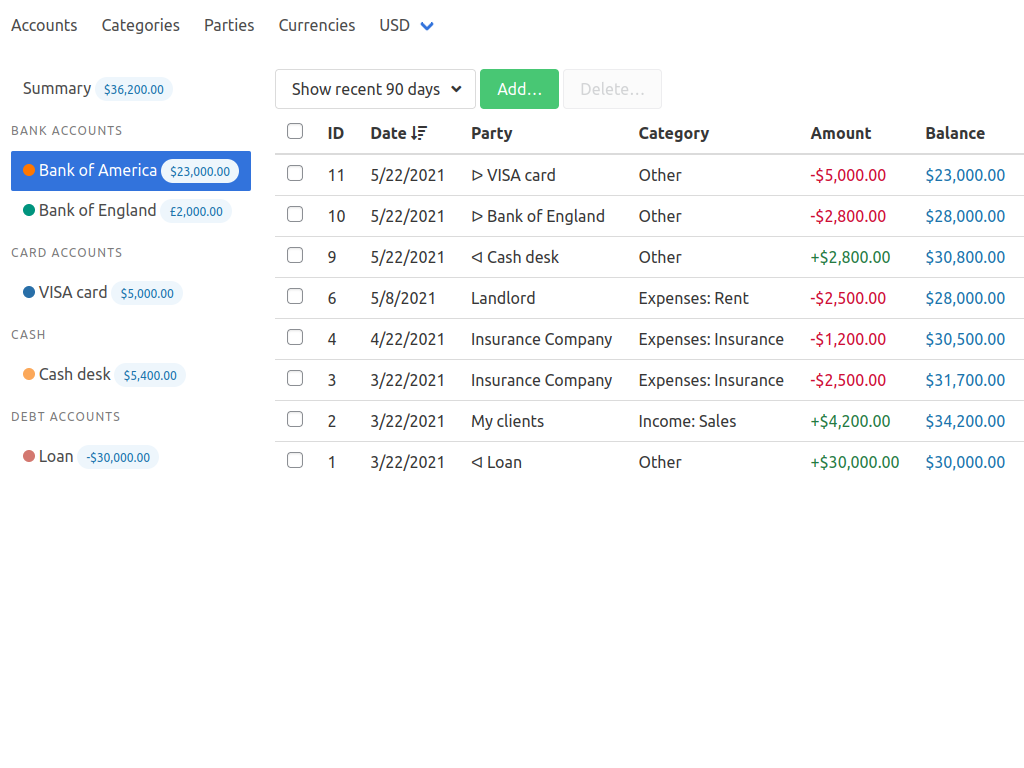 Accounts Categories Parties Currencies USD
Summary $36,200.00
BANK ACCOUNTS
Bank of America $23,000.00
Bank of England £2,000.00
CARD ACCOUNTS
VISA card $5,000.00
CASH
Cash desk $5,400.00
DEBT ACCOUNTS
Loan -$30,000.00
Show recent 90 days Add… Delete…
ID Date Party Category Amount Balance
11 5/22/2021 ᐅ VISA card Other -$5,000.00 $23,000.00
10 5/22/2021 ᐅ Bank of England Other -$2,800.00 $28,000.00
9 5/22/2021 ᐊ Cash desk Other +$2,800.00 $30,800.00
6 5/8/2021 Landlord Expenses: Rent -$2,500.00 $28,000.00
4 4/22/2021 Insurance Company Expenses: Insurance -$1,200.00 $30,500.00
3 3/22/2021 Insurance Company Expenses: Insurance -$2,500.00 $31,700.00
2 3/22/2021 My clients Income: Sales +$4,200.00 $34,200.00
1 3/22/2021 ᐊ Loan Other +$30,000.00 $30,000.00